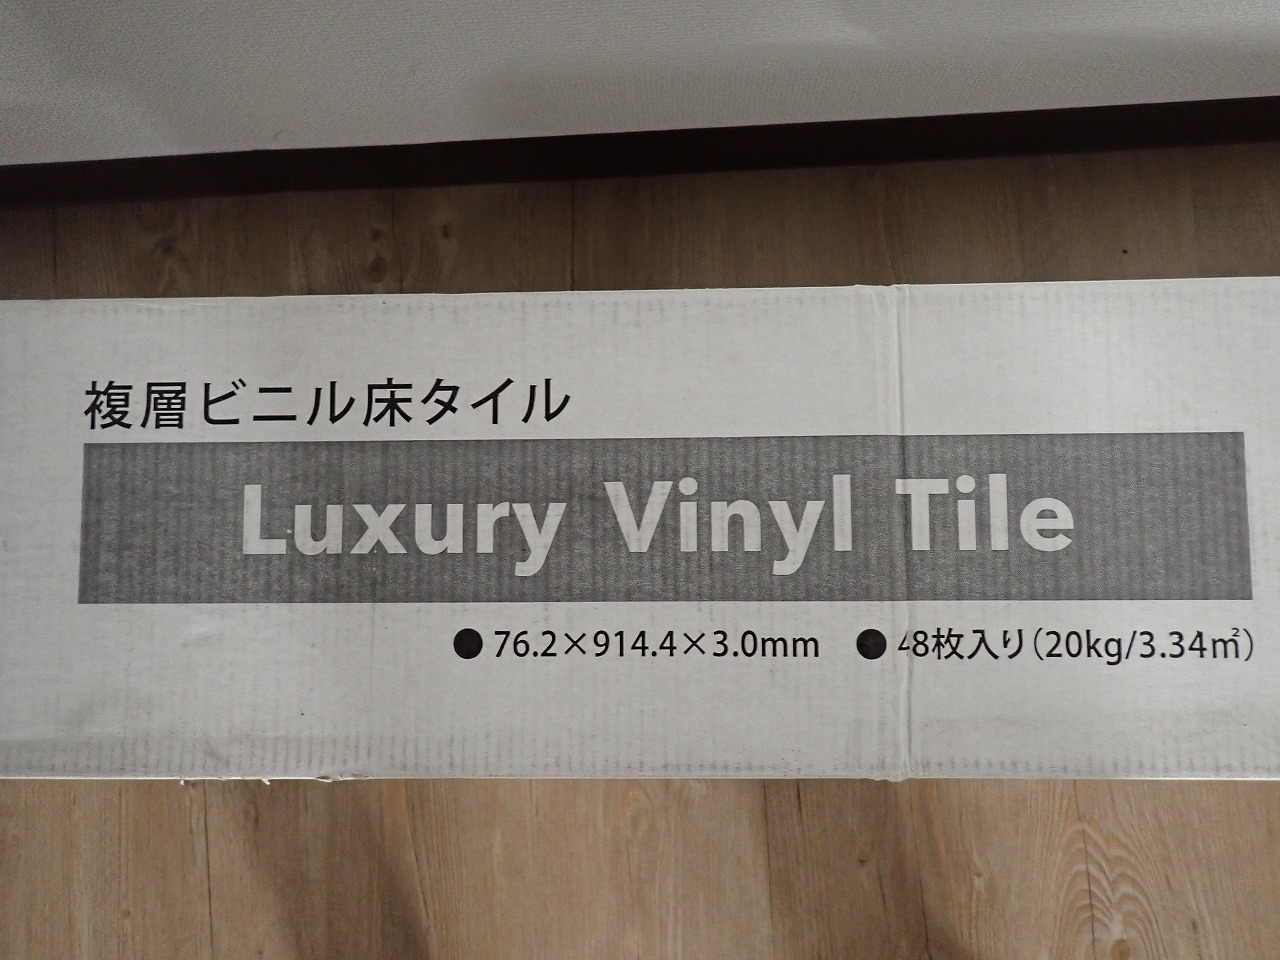 複層ビニル床タイル
Luxury Vinyl Tile
●76.2×914.4×3.0mm ●48枚入り(20kg/3.34㎡)